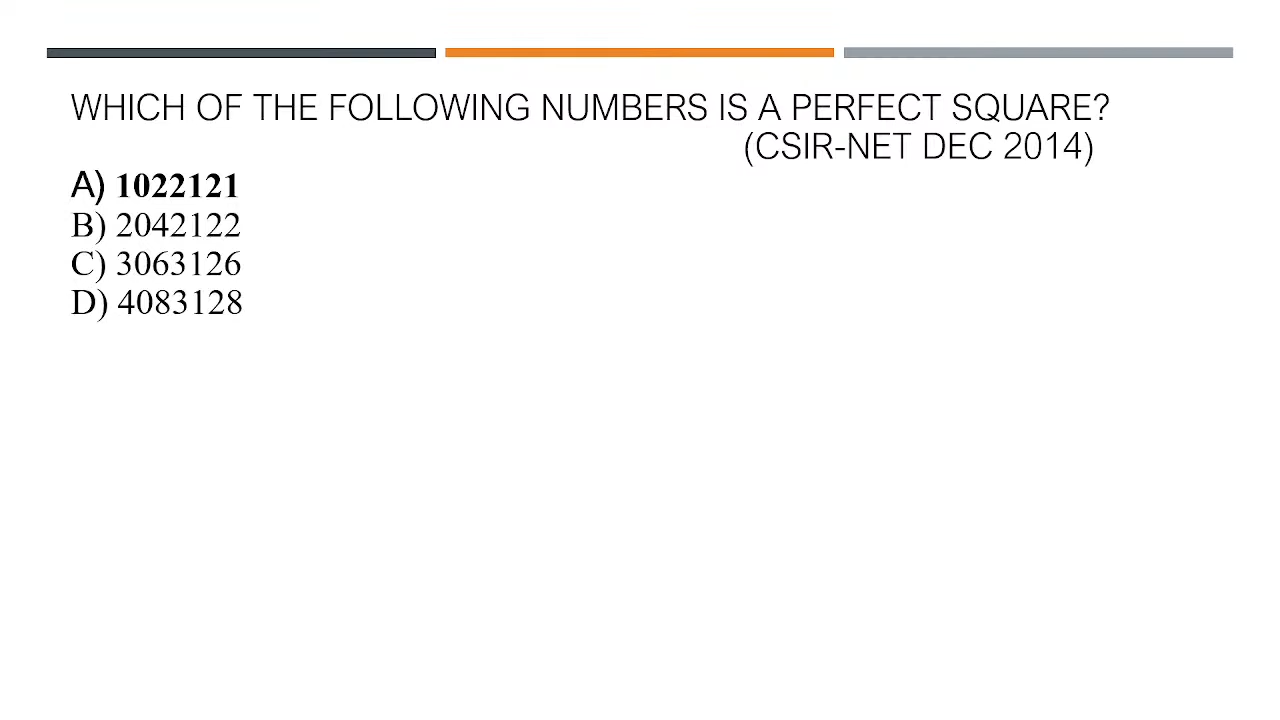 WHICH OF THE FOLLOWING NUMBERS IS A PERFECT SQUARE?
(CSIR-NET DEC 2014)
A) 1022121
B) 2042122
C) 3063126
D) 4083128